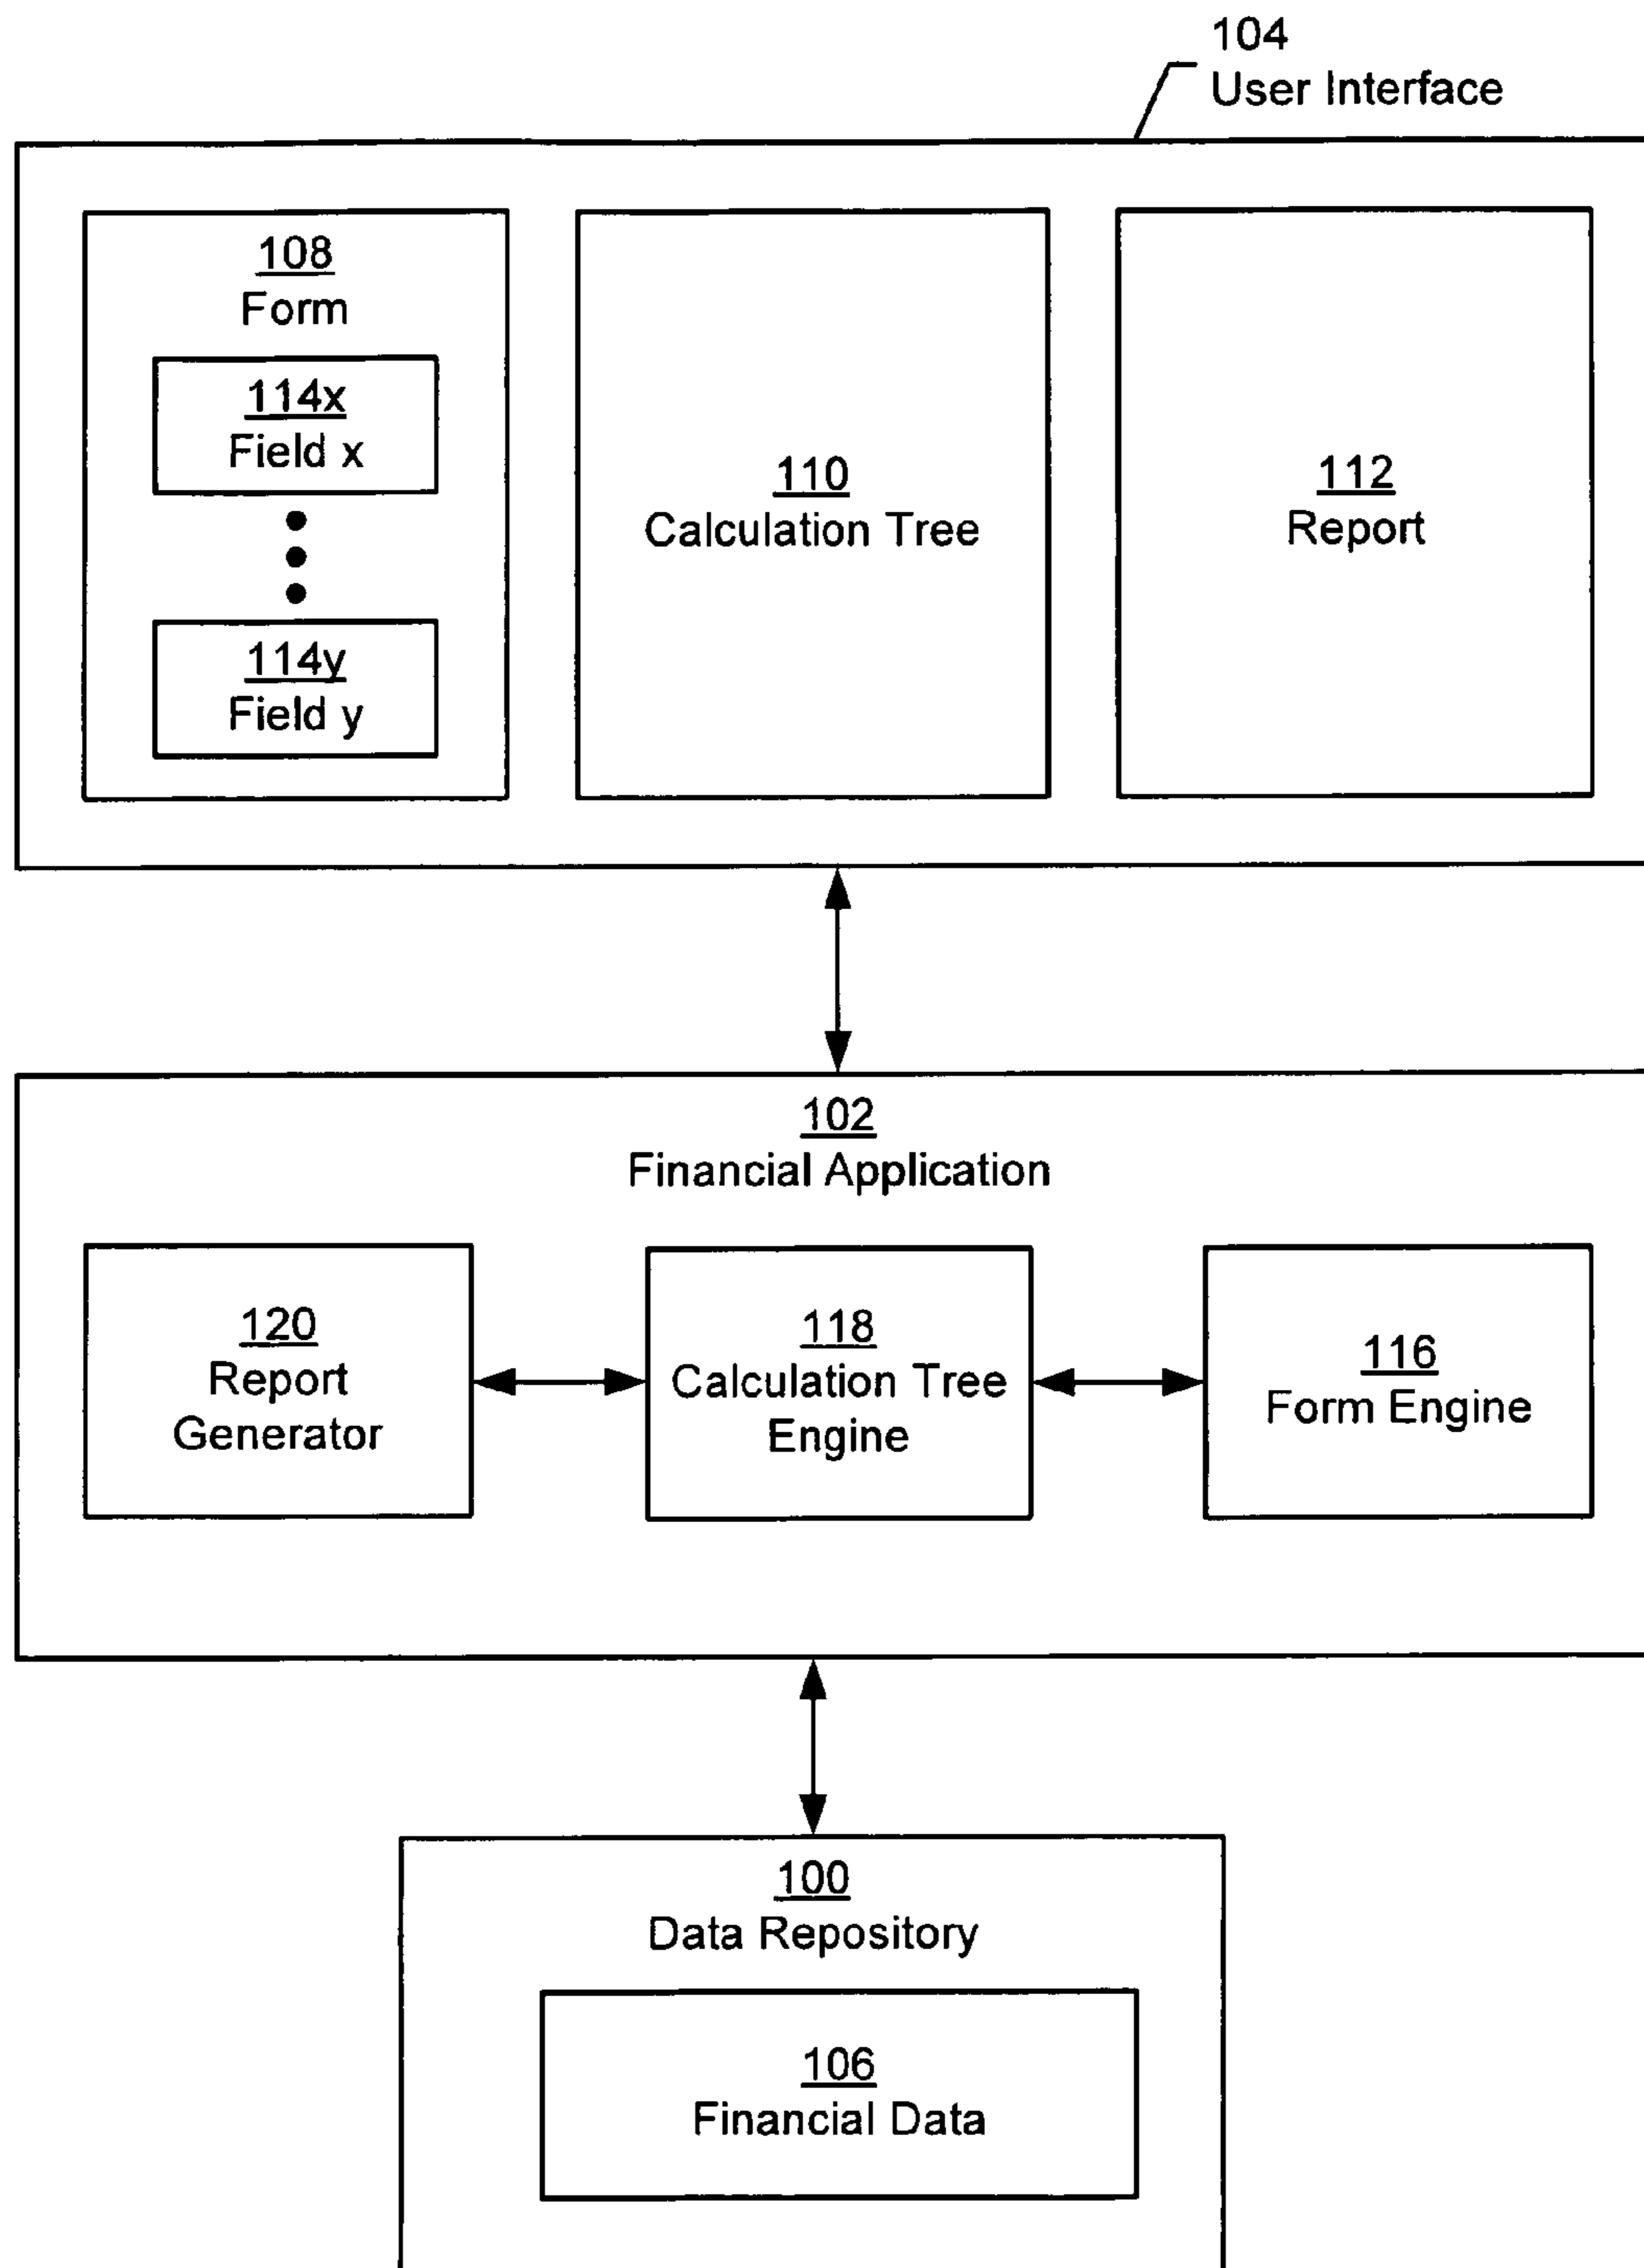 104
User Interface
108
Form
114x
Field x
114y
Field y
110
Calculation Tree
112
Report
102
Financial Application
120
Report
Generator
118
Calculation Tree
Engine
116
Form Engine
100
Data Repository
106
Financial Data